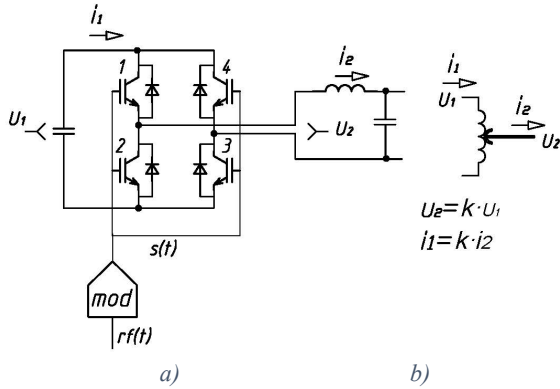 i₁
1
4
U₁
2
3
i₂
U₂
s(t)
mod
rf(t)
a)
i₁
U₁
i₂
U₂
U₂=k·U₁
i1=k·i2
b)